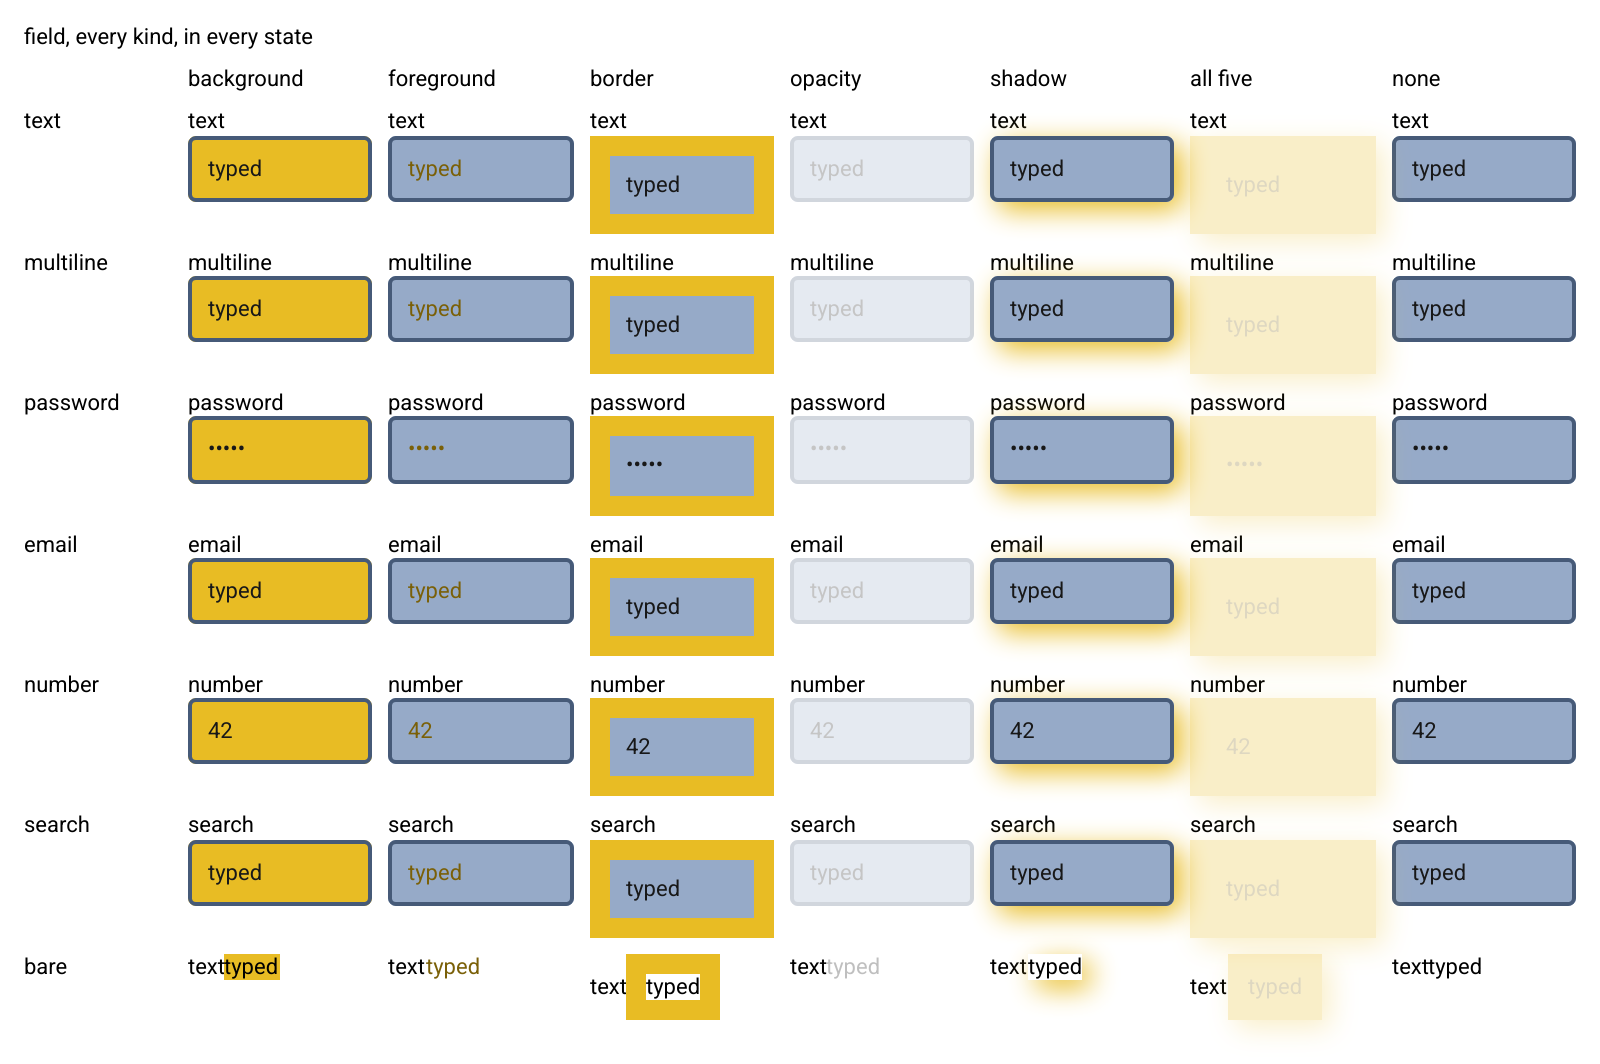 field, every kind, in every state
background foreground border opacity shadow all five none
text text text text text text text text
typed typed typed typed typed typed typed
multiline multiline multiline multiline multiline multiline multiline multiline
typed typed typed typed typed typed typed
password password password password password password password password
••••• ••••• ••••• ••••• ••••• ••••• •••••
email email email email email email email email
typed typed typed typed typed typed typed
number number number number number number number number
42 42 42 42 42 42 42
search search search search search search search search
typed typed typed typed typed typed typed
bare texttyped texttyped texttyped texttyped texttyped text typed texttyped